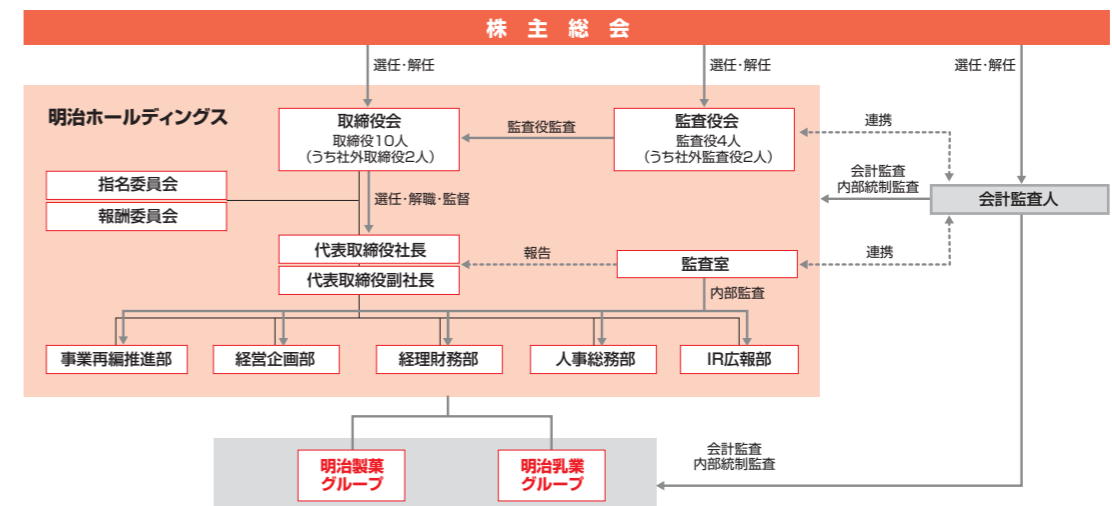 株主総会
選任・解任
選任・解任
選任・解任
明治ホールディングス
取締役会
取締役10人
（うち社外取締役2人）
監査役監査
監査役会
監査役4人
（うち社外監査役2人）
連携
指名委員会
報酬委員会
選任・解職・監督
会計監査
内部統制監査
会計監査人
代表取締役社長
代表取締役副社長
報告
監査室
連携
内部監査
事業再編推進部
経営企画部
経理財務部
人事総務部
IR広報部
明治製菓
グループ
明治乳業
グループ
会計監査
内部統制監査